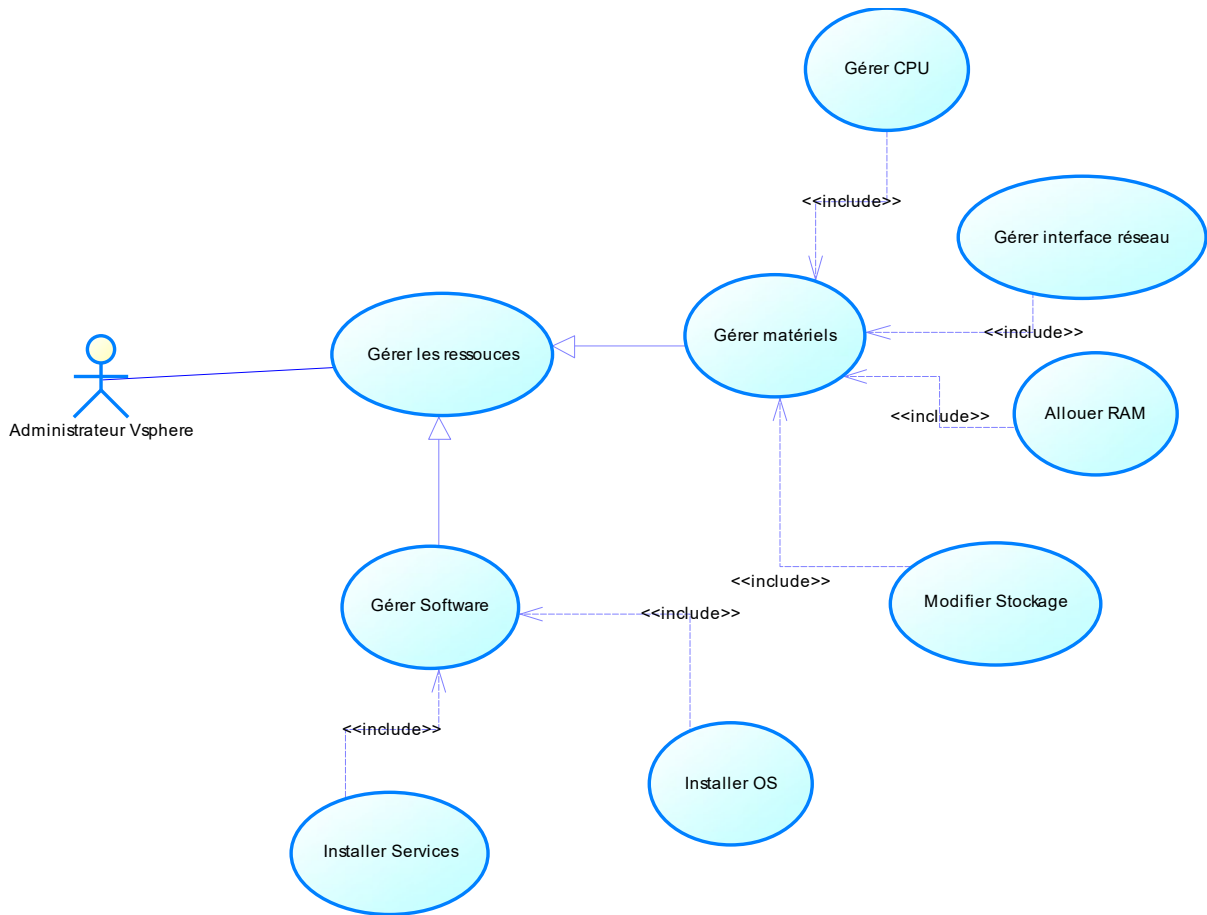 Gérer CPU
<<include>>
Gérer interface réseau
<<include>>
Gérer matériels
Gérer les ressouces
Administrateur Vsphere
<<include>>
Allouer RAM
<<include>>
Modifier Stockage
Gérer Software
<<include>>
<<include>>
Installer OS
Installer Services